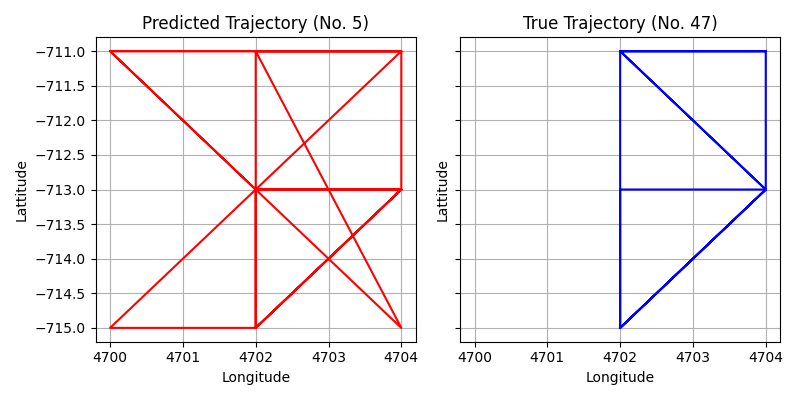 Predicted Trajectory (No. 5)
True Trajectory (No. 47)
−711.0
−711.5
−712.0
−712.5
−713.0
−713.5
−714.0
−714.5
−715.0
Lattitude
Lattitude
4700 4701 4702 4703 4704
4700 4701 4702 4703 4704
Longitude
Longitude